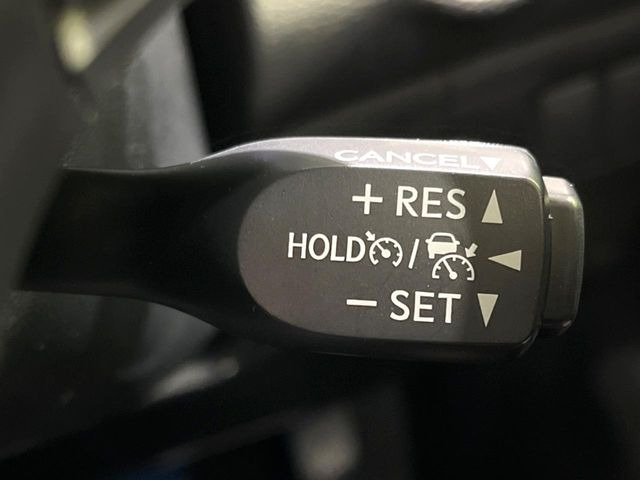 CANCEL▼
+ RES ▲
HOLD / ◀
− SET ▼